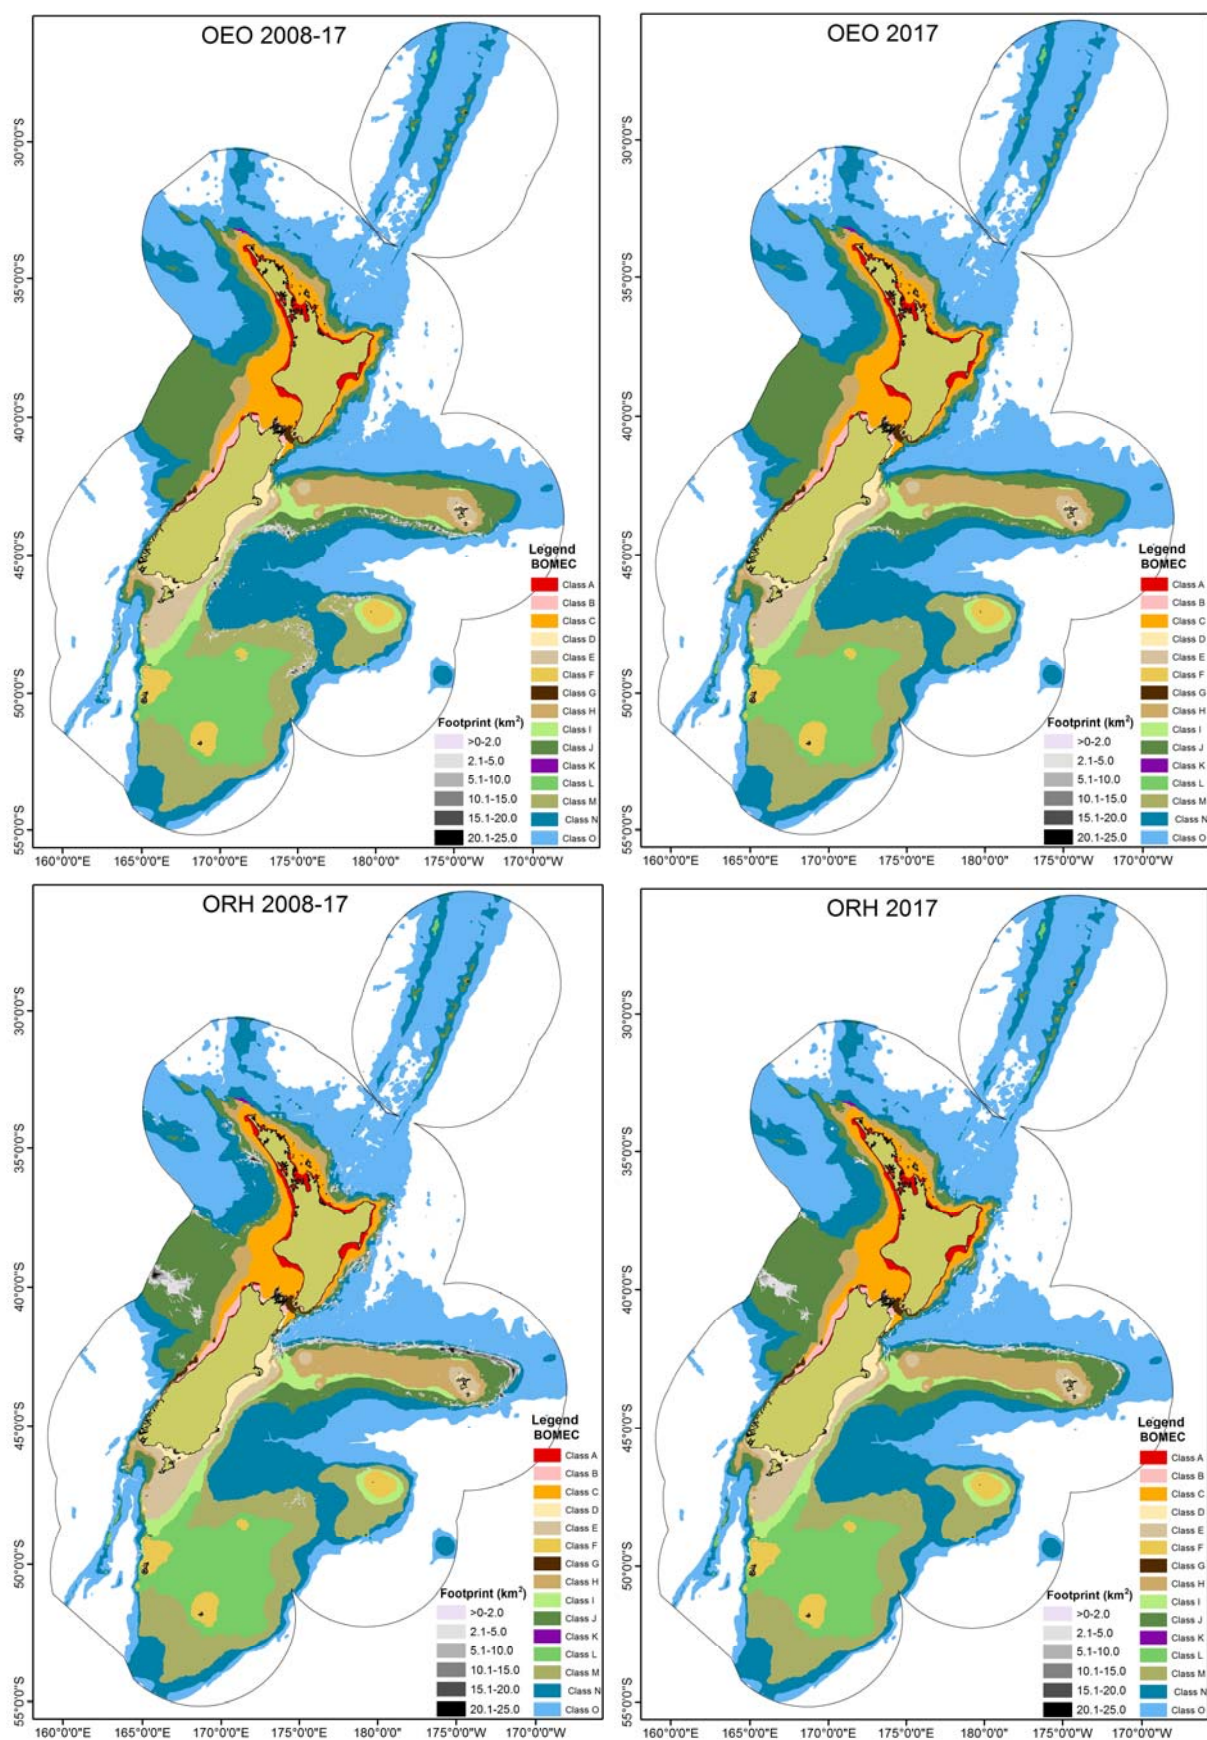 OEO 2008-17
30°0'0"S
35°0'0"S
40°0'0"S
45°0'0"S
50°0'0"S
55°0'0"S
Legend
BOMEC
Class A
Class B
Class C
Class D
Class E
Class F
Class G
Class H
Class I
Class J
Class K
Class L
Class M
Class N
Class O
Footprint (km²)
>0-2.0
2.1-5.0
5.1-10.0
10.1-15.0
15.1-20.0
20.1-25.0
160°0'0"E 165°0'0"E 170°0'0"E 175°0'0"E 180°0'0"E 175°0'0"W 170°0'0"W
OEO 2017
30°0'0"S
35°0'0"S
40°0'0"S
45°0'0"S
50°0'0"S
55°0'0"S
Legend
BOMEC
Class A
Class B
Class C
Class D
Class E
Class F
Class G
Class H
Class I
Class J
Class K
Class L
Class M
Class N
Class O
Footprint (km²)
>0-2.0
2.1-5.0
5.1-10.0
10.1-15.0
15.1-20.0
20.1-25.0
160°0'0"E 165°0'0"E 170°0'0"E 175°0'0"E 180°0'0"E 175°0'0"W 170°0'0"W
ORH 2008-17
30°0'0"S
35°0'0"S
40°0'0"S
45°0'0"S
50°0'0"S
55°0'0"S
Legend
BOMEC
Class A
Class B
Class C
Class D
Class E
Class F
Class G
Class H
Class I
Class J
Class K
Class L
Class M
Class N
Class O
Footprint (km²)
>0-2.0
2.1-5.0
5.1-10.0
10.1-15.0
15.1-20.0
20.1-25.0
160°0'0"E 165°0'0"E 170°0'0"E 175°0'0"E 180°0'0"E 175°0'0"W 170°0'0"W
ORH 2017
30°0'0"S
35°0'0"S
40°0'0"S
45°0'0"S
50°0'0"S
55°0'0"S
Legend
BOMEC
Class A
Class B
Class C
Class D
Class E
Class F
Class G
Class H
Class I
Class J
Class K
Class L
Class M
Class N
Class O
Footprint (km²)
>0-2.0
2.1-5.0
5.1-10.0
10.1-15.0
15.1-20.0
20.1-25.0
160°0'0"E 165°0'0"E 170°0'0"E 175°0'0"E 180°0'0"E 175°0'0"W 170°0'0"W